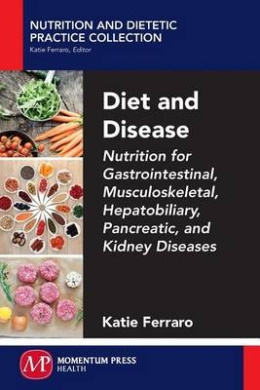 NUTRITION AND DIETETIC
PRACTICE COLLECTION
Katie Ferraro, Editor
Diet and
Disease
Nutrition for
Gastrointestinal,
Musculoskeletal,
Hepatobiliary,
Pancreatic, and
Kidney Diseases
Katie Ferraro
MOMENTUM PRESS
HEALTH